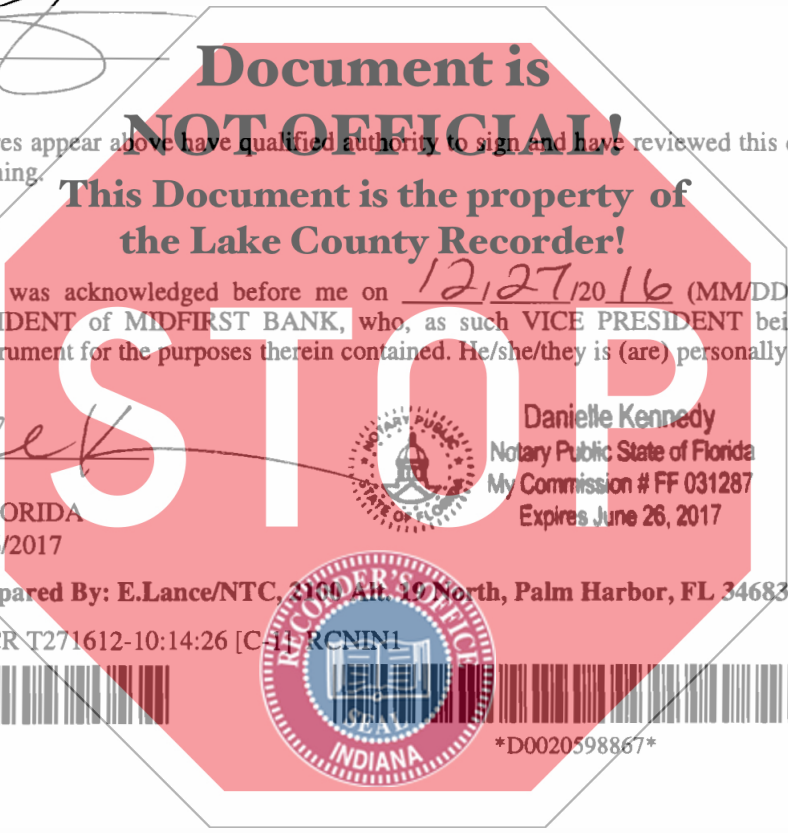 Document is
NOT OFFICIAL!
res appear above have qualified authority to sign and have reviewed this
ning.
This Document is the property of
the Lake County Recorder!
was acknowledged before me on 12/27/20 16 (MM/DD
IDENT of MIDFIRST BANK, who, as such VICE PRESIDENT bei
rument for the purposes therein contained. He/she/they is (are) personally
STOP
NOTARY PUBLIC
STATE OF FLORIDA
Danielle Kennedy
Notary Public State of Florida
My Commission # FF 031287
Expires June 26, 2017
ORIDA
/2017
pared By: E.Lance/NTC, 2100 Alt. 19 North, Palm Harbor, FL 34683
CR T271612-10:14:26 [C-1] RCNIN1
RECORDER'S OFFICE
SEAL
INDIANA
*D0020598867*